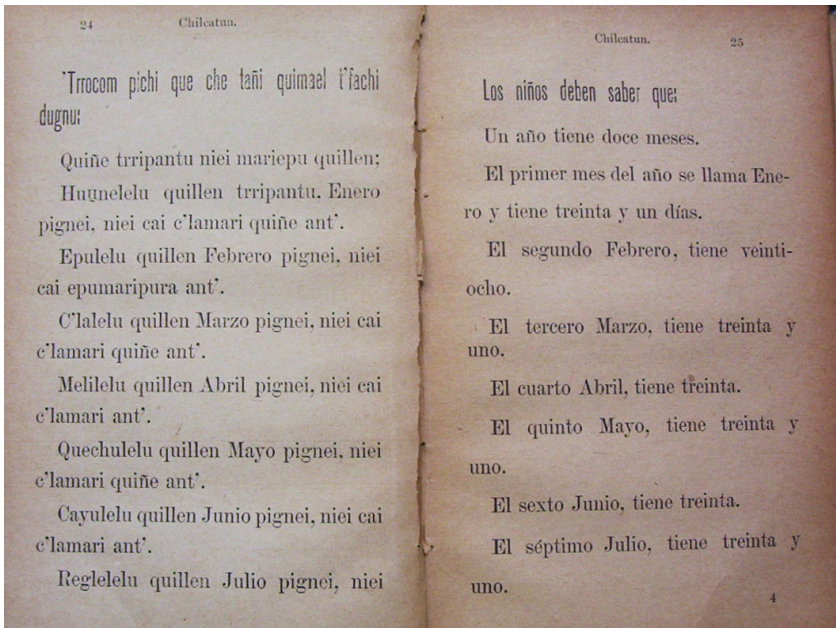 24
Chilcatun.
'Trrocom pichi que che tañi quimael t'fachi
dugnu:
Quiñe trripantu niei mariepu quillen;
Huunelelu quillen trripantu. Enero
pignei, niei cai c'lamari quiñe ant'.
Epulelu quillen Febrero pignei, niei
cai epumaripura ant'.
C'lalelu quillen Marzo pignei, niei cai
c'lamari quiñe ant'.
Melilelu quillen Abril pignei, niei cai
c'lamari ant'.
Quechulelu quillen Mayo pignei, niei
c'lamari quiñe ant'.
Cayulelu quillen Junio pignei, niei cai
c'lamari ant'.
Reglelelu quillen Julio pignei, niei
Chilcatun.
25
Los niños deben saber que:
Un año tiene doce meses.
El primer mes del año se llama Ene-
ro y tiene treinta y un días.
El segundo Febrero, tiene veinti-
ocho.
El tercero Marzo, tiene treinta y
uno.
El cuarto Abril, tiene treinta.
El quinto Mayo, tiene treinta y
uno.
El sexto Junio, tiene treinta.
El séptimo Julio, tiene treinta y
uno.
4